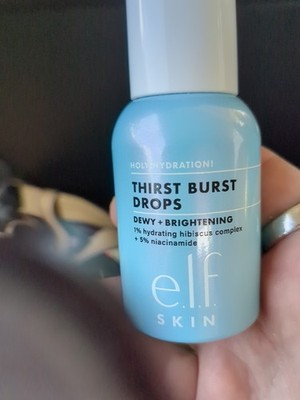 HOLY HYDRATION!
THIRST BURST
DROPS
DEWY + BRIGHTENING
1% hydrating hibiscus complex
+ 5% niacinamide
e.l.f.
SKIN